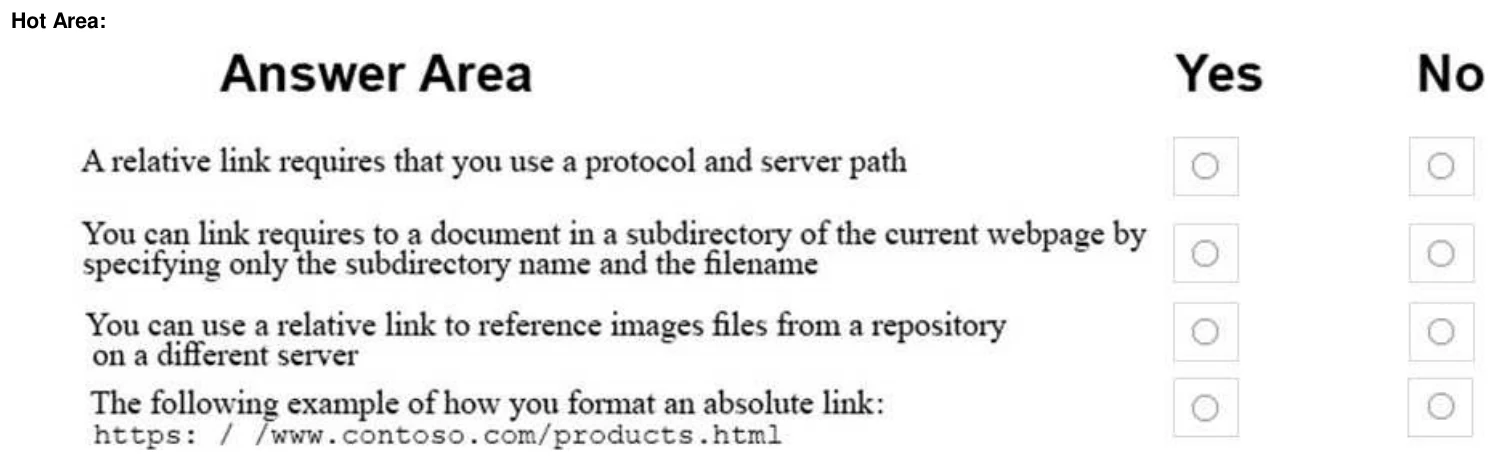 Hot Area:
Answer Area Yes No
A relative link requires that you use a protocol and server path
You can link requires to a document in a subdirectory of the current webpage by
specifying only the subdirectory name and the filename
You can use a relative link to reference images files from a repository
on a different server
The following example of how you format an absolute link:
https: / /www.contoso.com/products.html